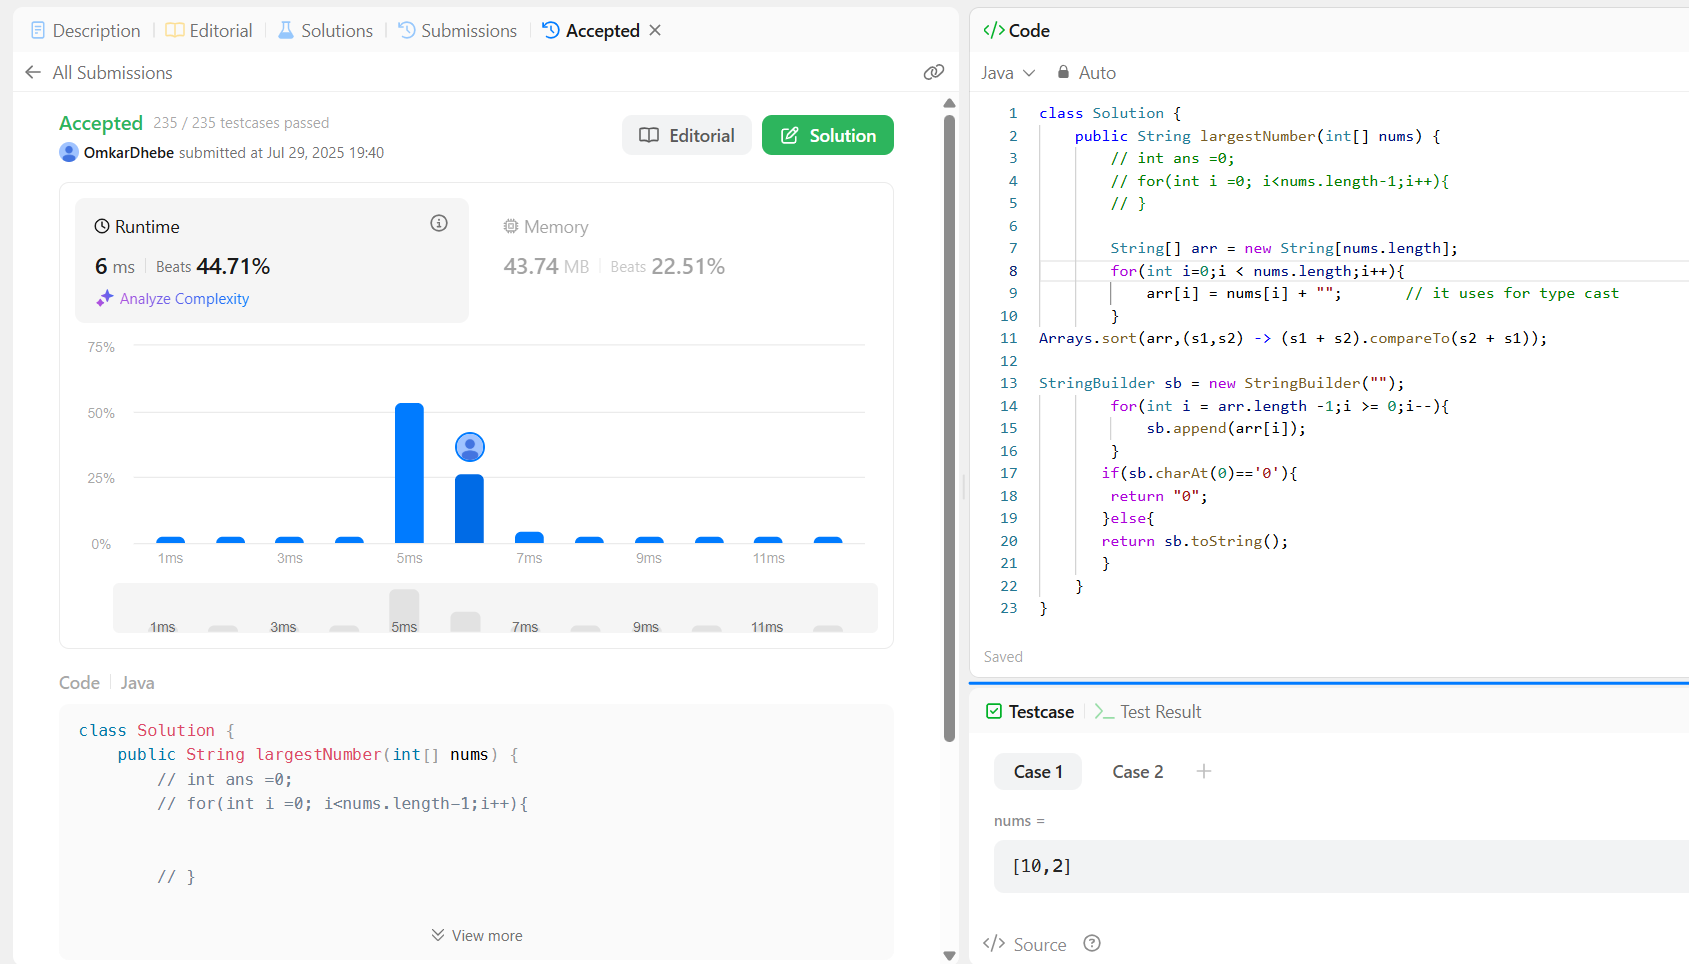 Description Editorial Solutions Submissions Accepted
All Submissions
Accepted 235 / 235 testcases passed
OmkarDhebe submitted at Jul 29, 2025 19:40
Editorial
Solution
Runtime
6 ms Beats 44.71%
Analyze Complexity
Memory
43.74 MB Beats 22.51%
75%
50%
25%
0%
1ms 3ms 5ms 7ms 9ms 11ms
1ms 3ms 5ms 7ms 9ms 11ms
Code Java
class Solution {
public String largestNumber(int[] nums) {
// int ans =0;
// for(int i =0; i<nums.length-1;i++){
// }
View more
</> Code
Java Auto
1 class Solution {
2 public String largestNumber(int[] nums) {
3 // int ans =0;
4 // for(int i =0; i<nums.length-1;i++){
5 // }
6
7 String[] arr = new String[nums.length];
8 for(int i=0;i < nums.length;i++){
9 arr[i] = nums[i] + ""; // it uses for type cast
10 }
11 Arrays.sort(arr,(s1,s2) -> (s1 + s2).compareTo(s2 + s1));
12
13 StringBuilder sb = new StringBuilder("");
14 for(int i = arr.length -1;i >= 0;i--){
15 sb.append(arr[i]);
16 }
17 if(sb.charAt(0)=='0'){
18 return "0";
19 }else{
20 return sb.toString();
21 }
22 }
23 }
Saved
Testcase >_ Test Result
Case 1 Case 2 +
nums =
[10,2]
</> Source ?